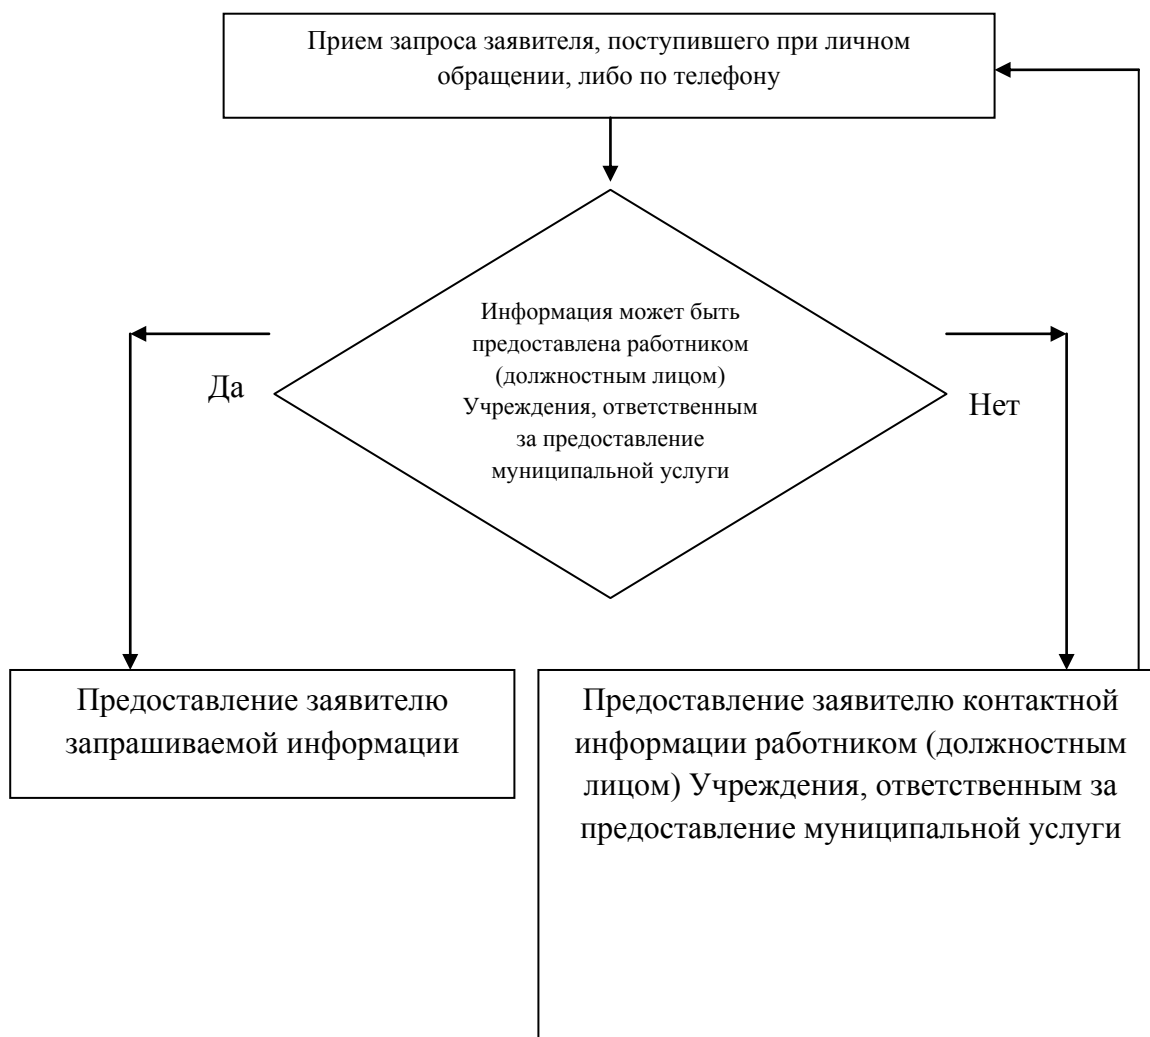 Прием запроса заявителя, поступившего при личном
обращении, либо по телефону
Информация может быть
предоставлена работником
(должностным лицом)
Учреждения, ответственным
за предоставление
муниципальной услуги
Да
Нет
Предоставление заявителю
запрашиваемой информации
Предоставление заявителю контактной
информации работником (должностным
лицом) Учреждения, ответственным за
предоставление муниципальной услуги